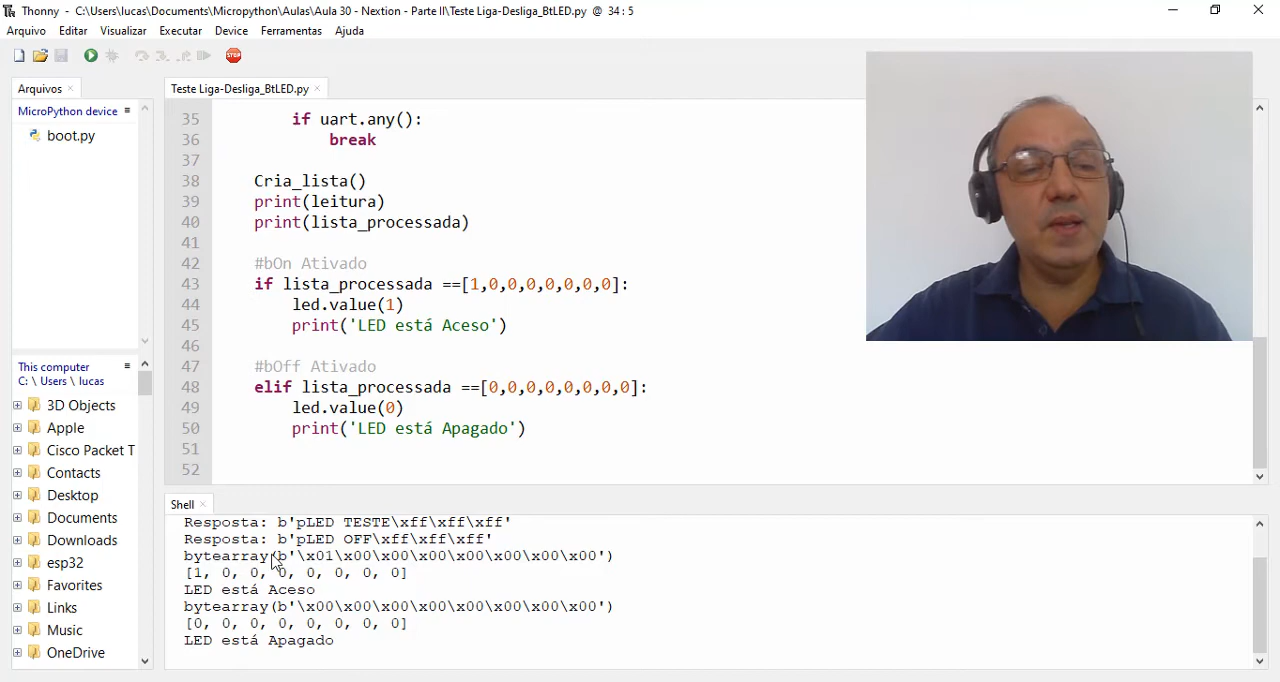 Thonny - C:\Users\lucas\Documents\Micropython\Aulas\Aula 30 - Nextion - Parte II\Teste Liga-Desliga_BtLED.py @ 34 : 5
Arquivo Editar Visualizar Executar Device Ferramentas Ajuda
STOP
Arquivos
MicroPython device
boot.py
This computer
C: \ Users \ lucas
3D Objects
Apple
Cisco Packet T
Contacts
Desktop
Documents
Downloads
esp32
Favorites
Links
Music
OneDrive
Teste Liga-Desliga_BtLED.py
35 if uart.any():
36 break
37
38 Cria_lista()
39 print(leitura)
40 print(lista_processada)
41
42 #bOn Ativado
43 if lista_processada ==[1,0,0,0,0,0,0,0]:
44 led.value(1)
45 print('LED está Aceso')
46
47 #bOff Ativado
48 elif lista_processada ==[0,0,0,0,0,0,0,0]:
49 led.value(0)
50 print('LED está Apagado')
51
52
Shell
Resposta: b'pLED TESTE\xff\xff\xff'
Resposta: b'pLED OFF\xff\xff\xff'
bytearray(b'\x01\x00\x00\x00\x00\x00\x00\x00')
[1, 0, 0, 0, 0, 0, 0, 0]
LED está Aceso
bytearray(b'\x00\x00\x00\x00\x00\x00\x00\x00')
[0, 0, 0, 0, 0, 0, 0, 0]
LED está Apagado